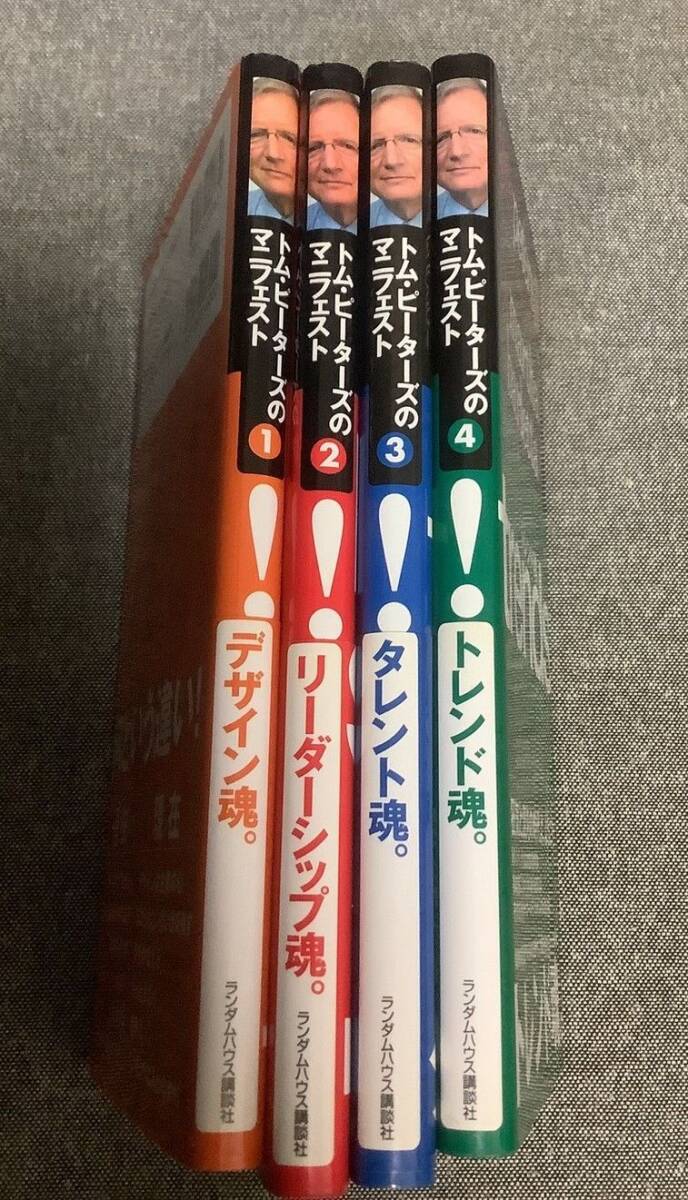 トム・ピーターズの
マニフェスト
1
!
デザイン魂。
ランダムハウス講談社
トム・ピーターズの
マニフェスト
2
!
リーダーシップ魂。
ランダムハウス講談社
トム・ピーターズの
マニフェスト
3
!
タレント魂。
ランダムハウス講談社
トム・ピーターズの
マニフェスト
4
!
トレンド魂。
ランダムハウス講談社